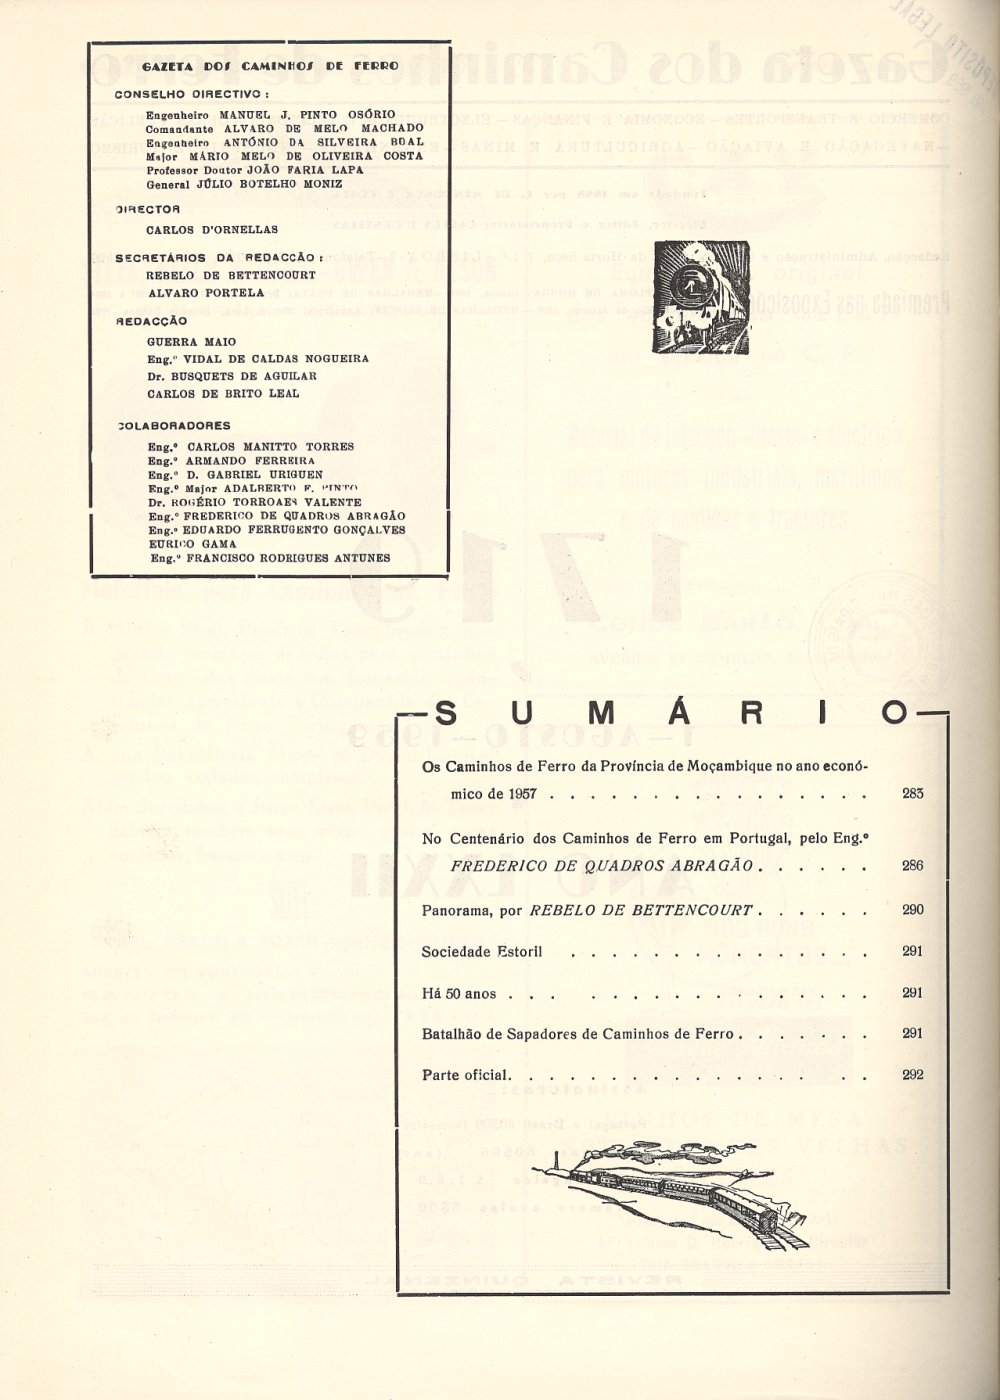 GAZETA DOS CAMINHOS DE FERRO
CONSELHO DIRECTIVO:
Engenheiro MANUEL J. PINTO OSÓRIO
Comandante ALVARO DE MELO MACHADO
Engenheiro ANTÓNIO DA SILVEIRA BUAL
Major MÁRIO MELO DE OLIVEIRA COSTA
Professor Doutor JOÃO FARIA LAPA
General JÚLIO BOTELHO MONIZ
DIRECTOR
CARLOS D'ORNELLAS
SECRETÁRIOS DA REDACCÃO:
REBELO DE BETTENCOURT
ALVARO PORTELA
REDACCÃO
GUERRA MAIO
Eng.º VIDAL DE CALDAS NOGUEIRA
Dr. BUSQUETS DE AGUILAR
CARLOS DE BRITO LEAL
COLABORADORES
Eng.º CARLOS MANITTO TORRES
Eng.º ARMANDO FERREIRA
Eng.º D. GABRIEL URIGUEN
Eng.º Major ADALBERTO F. PINTO
Dr. ROGÉRIO TORROAES VALENTE
Eng.º FREDERICO DE QUADROS ABRAGÃO
Eng.º EDUARDO FERRUGENTO GONÇALVES
EURICO GAMA
Eng.º FRANCISCO RODRIGUES ANTUNES
SUMÁRIO
Os Caminhos de Ferro da Província de Moçambique no ano econó-
mico de 1957 . . . . . . . . . . . . . 283
No Centenário dos Caminhos de Ferro em Portugal, pelo Eng.º
FREDERICO DE QUADROS ABRAGÃO . . . . . . 286
Panorama, por REBELO DE BETTENCOURT . . . . . . 290
Sociedade Estoril . . . . . . . . . . . . 291
Há 50 anos . . . . . . . . . . . . . . 291
Batalhão de Sapadores de Caminhos de Ferro . . . . . . 291
Parte oficial. . . . . . . . . . . . . . . 292